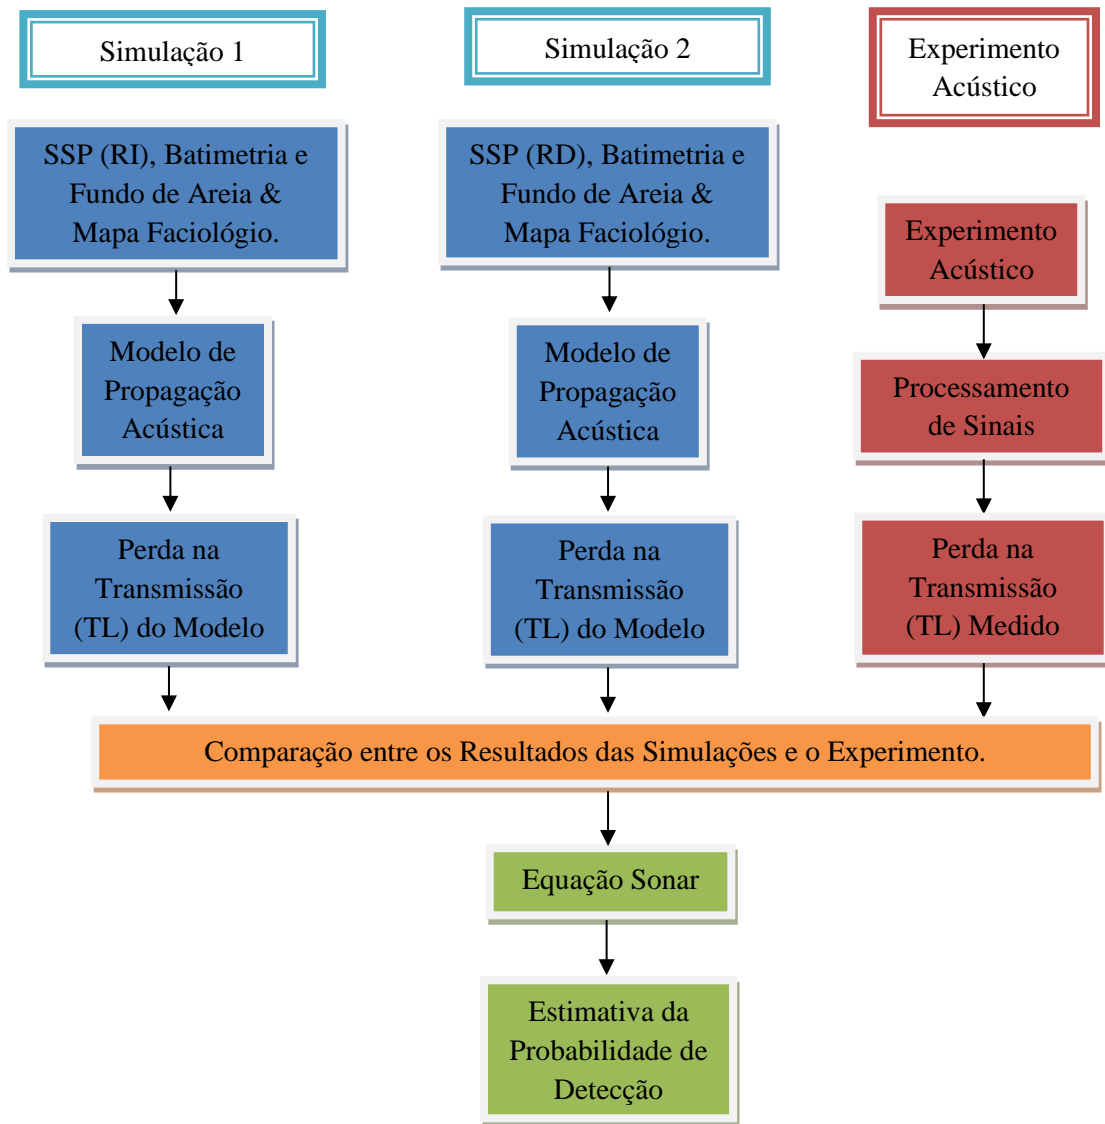 Simulação 1
SSP (RI), Batimetria e
Fundo de Areia &
Mapa Faciológio.
Modelo de
Propagação
Acústica
Perda na
Transmissão
(TL) do Modelo
Simulação 2
SSP (RD), Batimetria e
Fundo de Areia &
Mapa Faciológio.
Modelo de
Propagação
Acústica
Perda na
Transmissão
(TL) do Modelo
Experimento
Acústico
Experimento
Acústico
Processamento
de Sinais
Perda na
Transmissão
(TL) Medido
Comparação entre os Resultados das Simulações e o Experimento.
Equação Sonar
Estimativa da
Probabilidade de
Detecção